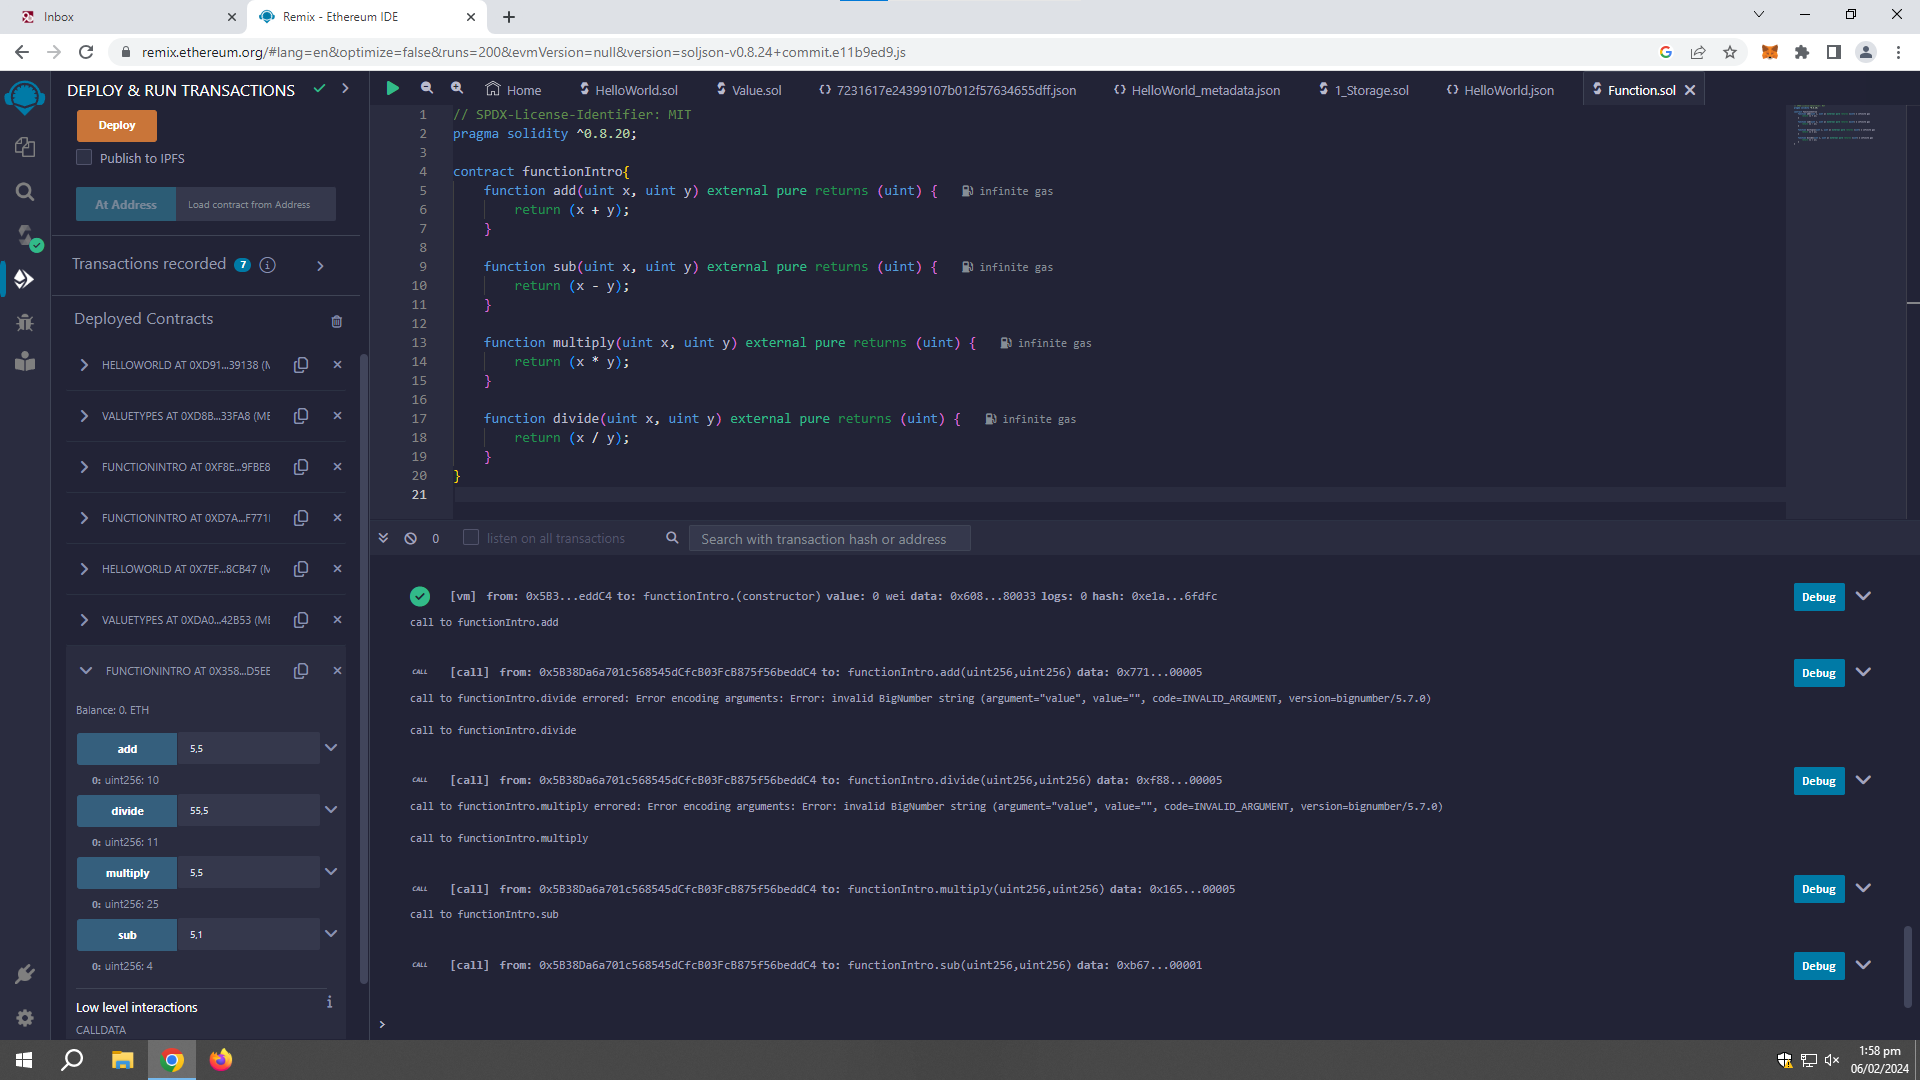 Inbox
Remix - Ethereum IDE
remix.ethereum.org/#lang=en&optimize=false&runs=200&evmVersion=null&version=soljson-v0.8.24+commit.e11b9ed9.js
DEPLOY & RUN TRANSACTIONS
Deploy
Publish to IPFS
At Address
Load contract from Address
Transactions recorded 7
Deployed Contracts
HELLOWORLD AT 0XD91...39138 (M
VALUETYPES AT 0XD8B...33FA8 (ME
FUNCTIONINTRO AT 0XF8E...9FBE8
FUNCTIONINTRO AT 0XD7A...F771
HELLOWORLD AT 0X7EF...8CB47 (M
VALUETYPES AT 0XDA0...42B53 (ME
FUNCTIONINTRO AT 0X358...D5EE
Balance: 0. ETH
add 5,5
0: uint256: 10
divide 55,5
0: uint256: 11
multiply 5,5
0: uint256: 25
sub 5,1
0: uint256: 4
Low level interactions
CALLDATA
Home HelloWorld.sol Value.sol 7231617e24399107b012f57634655dff.json HelloWorld_metadata.json 1_Storage.sol HelloWorld.json Function.sol
1 // SPDX-License-Identifier: MIT
2 pragma solidity ^0.8.20;
3
4 contract functionIntro{
5 function add(uint x, uint y) external pure returns (uint) { infinite gas
6 return (x + y);
7 }
8
9 function sub(uint x, uint y) external pure returns (uint) { infinite gas
10 return (x - y);
11 }
12
13 function multiply(uint x, uint y) external pure returns (uint) { infinite gas
14 return (x * y);
15 }
16
17 function divide(uint x, uint y) external pure returns (uint) { infinite gas
18 return (x / y);
19 }
20 }
21
0 listen on all transactions Search with transaction hash or address
[vm] from: 0x5B3...eddC4 to: functionIntro.(constructor) value: 0 wei data: 0x608...80033 logs: 0 hash: 0xe1a...6fdfc Debug
call to functionIntro.add
CALL [call] from: 0x5B38Da6a701c568545dCfcB03FcB875f56beddC4 to: functionIntro.add(uint256,uint256) data: 0x771...00005 Debug
call to functionIntro.divide errored: Error encoding arguments: Error: invalid BigNumber string (argument="value", value="", code=INVALID_ARGUMENT, version=bignumber/5.7.0)
call to functionIntro.divide
CALL [call] from: 0x5B38Da6a701c568545dCfcB03FcB875f56beddC4 to: functionIntro.divide(uint256,uint256) data: 0xf88...00005 Debug
call to functionIntro.multiply errored: Error encoding arguments: Error: invalid BigNumber string (argument="value", value="", code=INVALID_ARGUMENT, version=bignumber/5.7.0)
call to functionIntro.multiply
CALL [call] from: 0x5B38Da6a701c568545dCfcB03FcB875f56beddC4 to: functionIntro.multiply(uint256,uint256) data: 0x165...00005 Debug
call to functionIntro.sub
CALL [call] from: 0x5B38Da6a701c568545dCfcB03FcB875f56beddC4 to: functionIntro.sub(uint256,uint256) data: 0xb67...00001 Debug
>
1:58 pm
06/02/2024